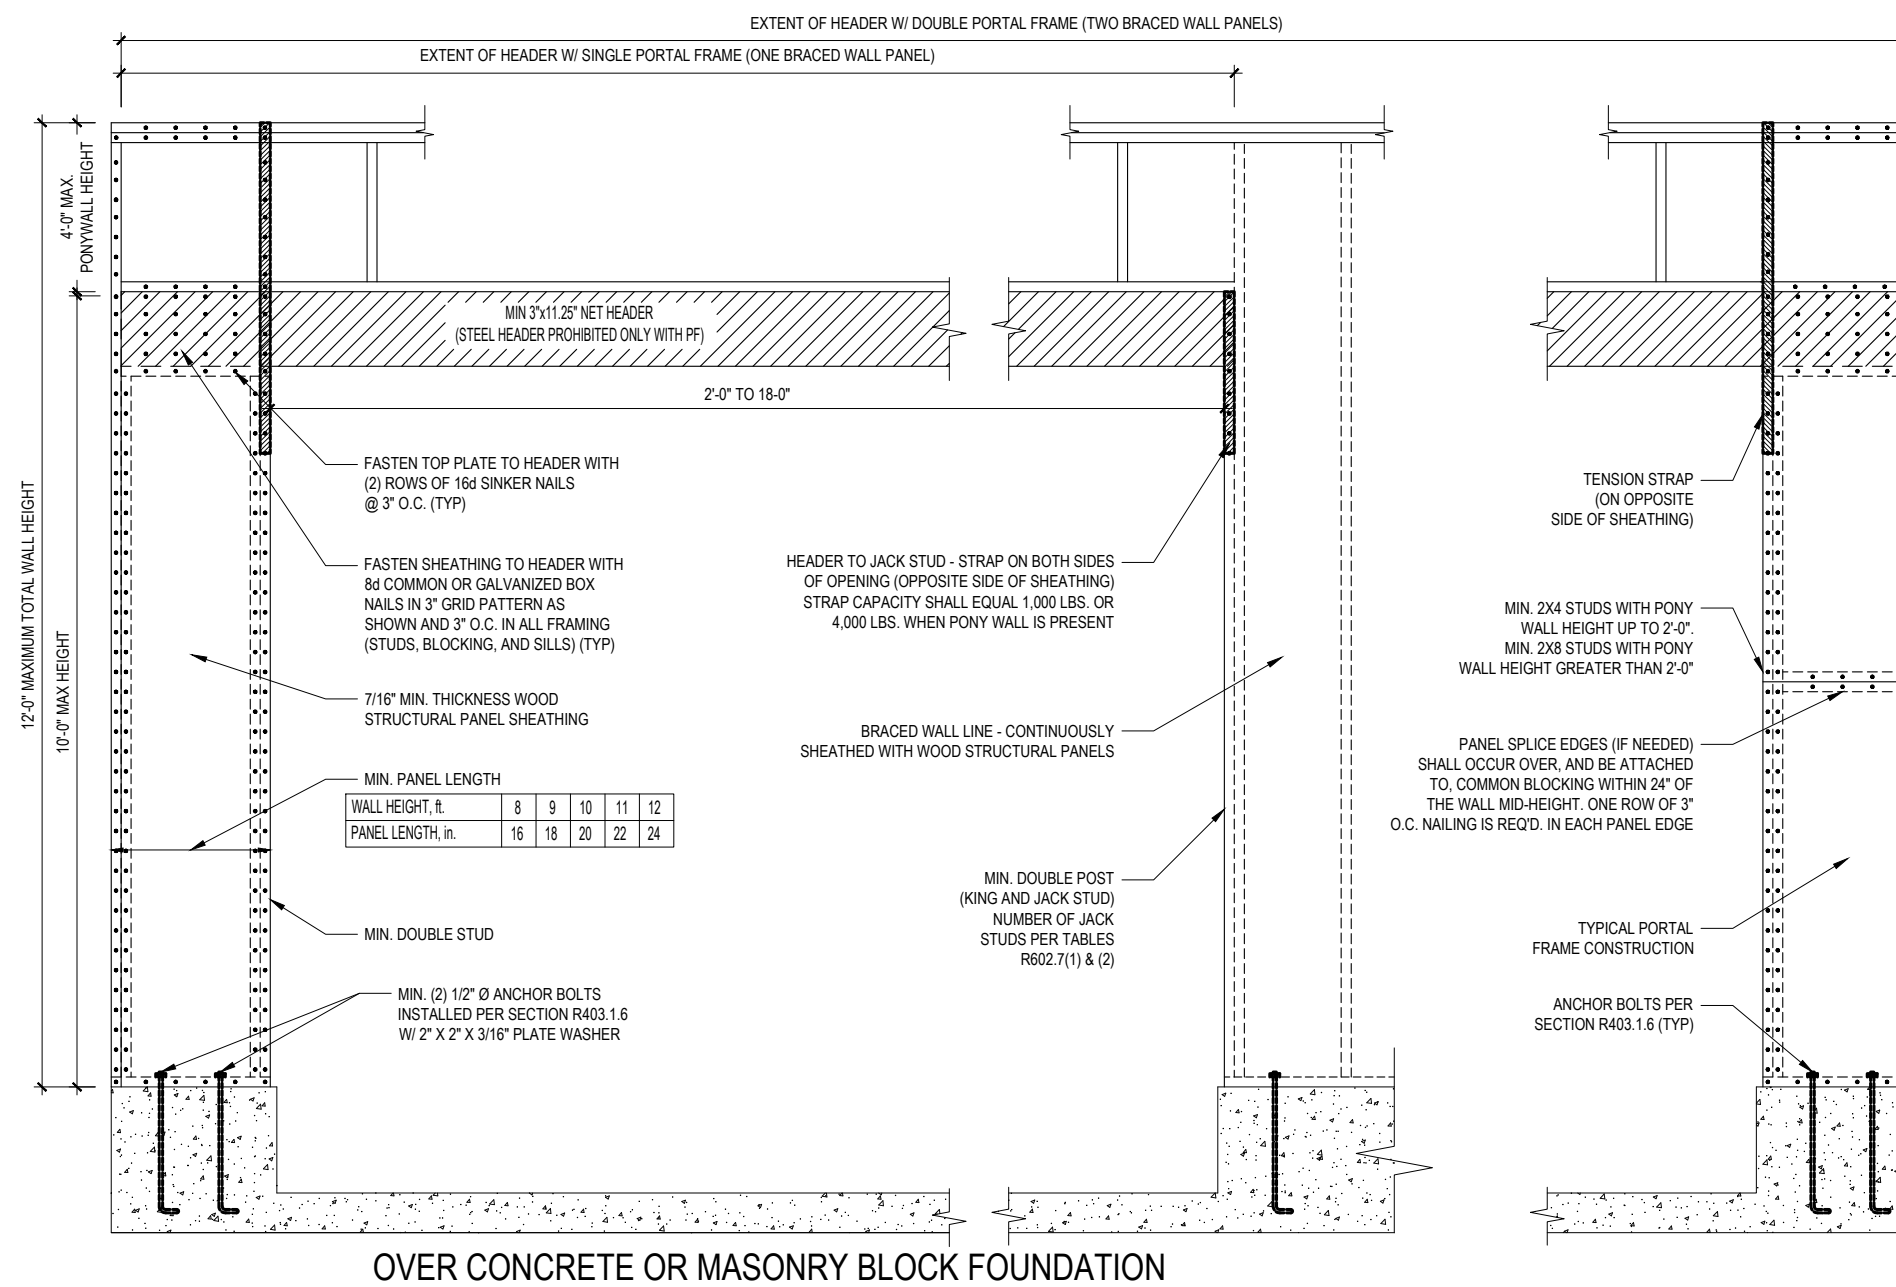 EXTENT OF HEADER W/ DOUBLE PORTAL FRAME (TWO BRACED WALL PANELS)
EXTENT OF HEADER W/ SINGLE PORTAL FRAME (ONE BRACED WALL PANEL)
4'-0" MAX.
PONYWALL HEIGHT
12'-0" MAXIMUM TOTAL WALL HEIGHT
10'-0" MAX HEIGHT
MIN 3"x11.25" NET HEADER
(STEEL HEADER PROHIBITED ONLY WITH PF)
2'-0" TO 18-0"
FASTEN TOP PLATE TO HEADER WITH
(2) ROWS OF 16d SINKER NAILS
@ 3" O.C. (TYP)
FASTEN SHEATHING TO HEADER WITH
8d COMMON OR GALVANIZED BOX
NAILS IN 3" GRID PATTERN AS
SHOWN AND 3" O.C. IN ALL FRAMING
(STUDS, BLOCKING, AND SILLS) (TYP)
7/16" MIN. THICKNESS WOOD
STRUCTURAL PANEL SHEATHING
MIN. PANEL LENGTH
WALL HEIGHT, ft. 8 9 10 11 12
PANEL LENGTH, in. 16 18 20 22 24
MIN. DOUBLE STUD
MIN. (2) 1/2" Ø ANCHOR BOLTS
INSTALLED PER SECTION R403.1.6
W/ 2" X 2" X 3/16" PLATE WASHER
HEADER TO JACK STUD - STRAP ON BOTH SIDES
OF OPENING (OPPOSITE SIDE OF SHEATHING)
STRAP CAPACITY SHALL EQUAL 1,000 LBS. OR
4,000 LBS. WHEN PONY WALL IS PRESENT
BRACED WALL LINE - CONTINUOUSLY
SHEATHED WITH WOOD STRUCTURAL PANELS
MIN. DOUBLE POST
(KING AND JACK STUD)
NUMBER OF JACK
STUDS PER TABLES
R602.7(1) & (2)
TENSION STRAP
(ON OPPOSITE
SIDE OF SHEATHING)
MIN. 2X4 STUDS WITH PONY
WALL HEIGHT UP TO 2'-0".
MIN. 2X8 STUDS WITH PONY
WALL HEIGHT GREATER THAN 2'-0"
PANEL SPLICE EDGES (IF NEEDED)
SHALL OCCUR OVER, AND BE ATTACHED
TO, COMMON BLOCKING WITHIN 24" OF
THE WALL MID-HEIGHT. ONE ROW OF 3"
O.C. NAILING IS REQ'D. IN EACH PANEL EDGE
TYPICAL PORTAL
FRAME CONSTRUCTION
ANCHOR BOLTS PER
SECTION R403.1.6 (TYP)
OVER CONCRETE OR MASONRY BLOCK FOUNDATION